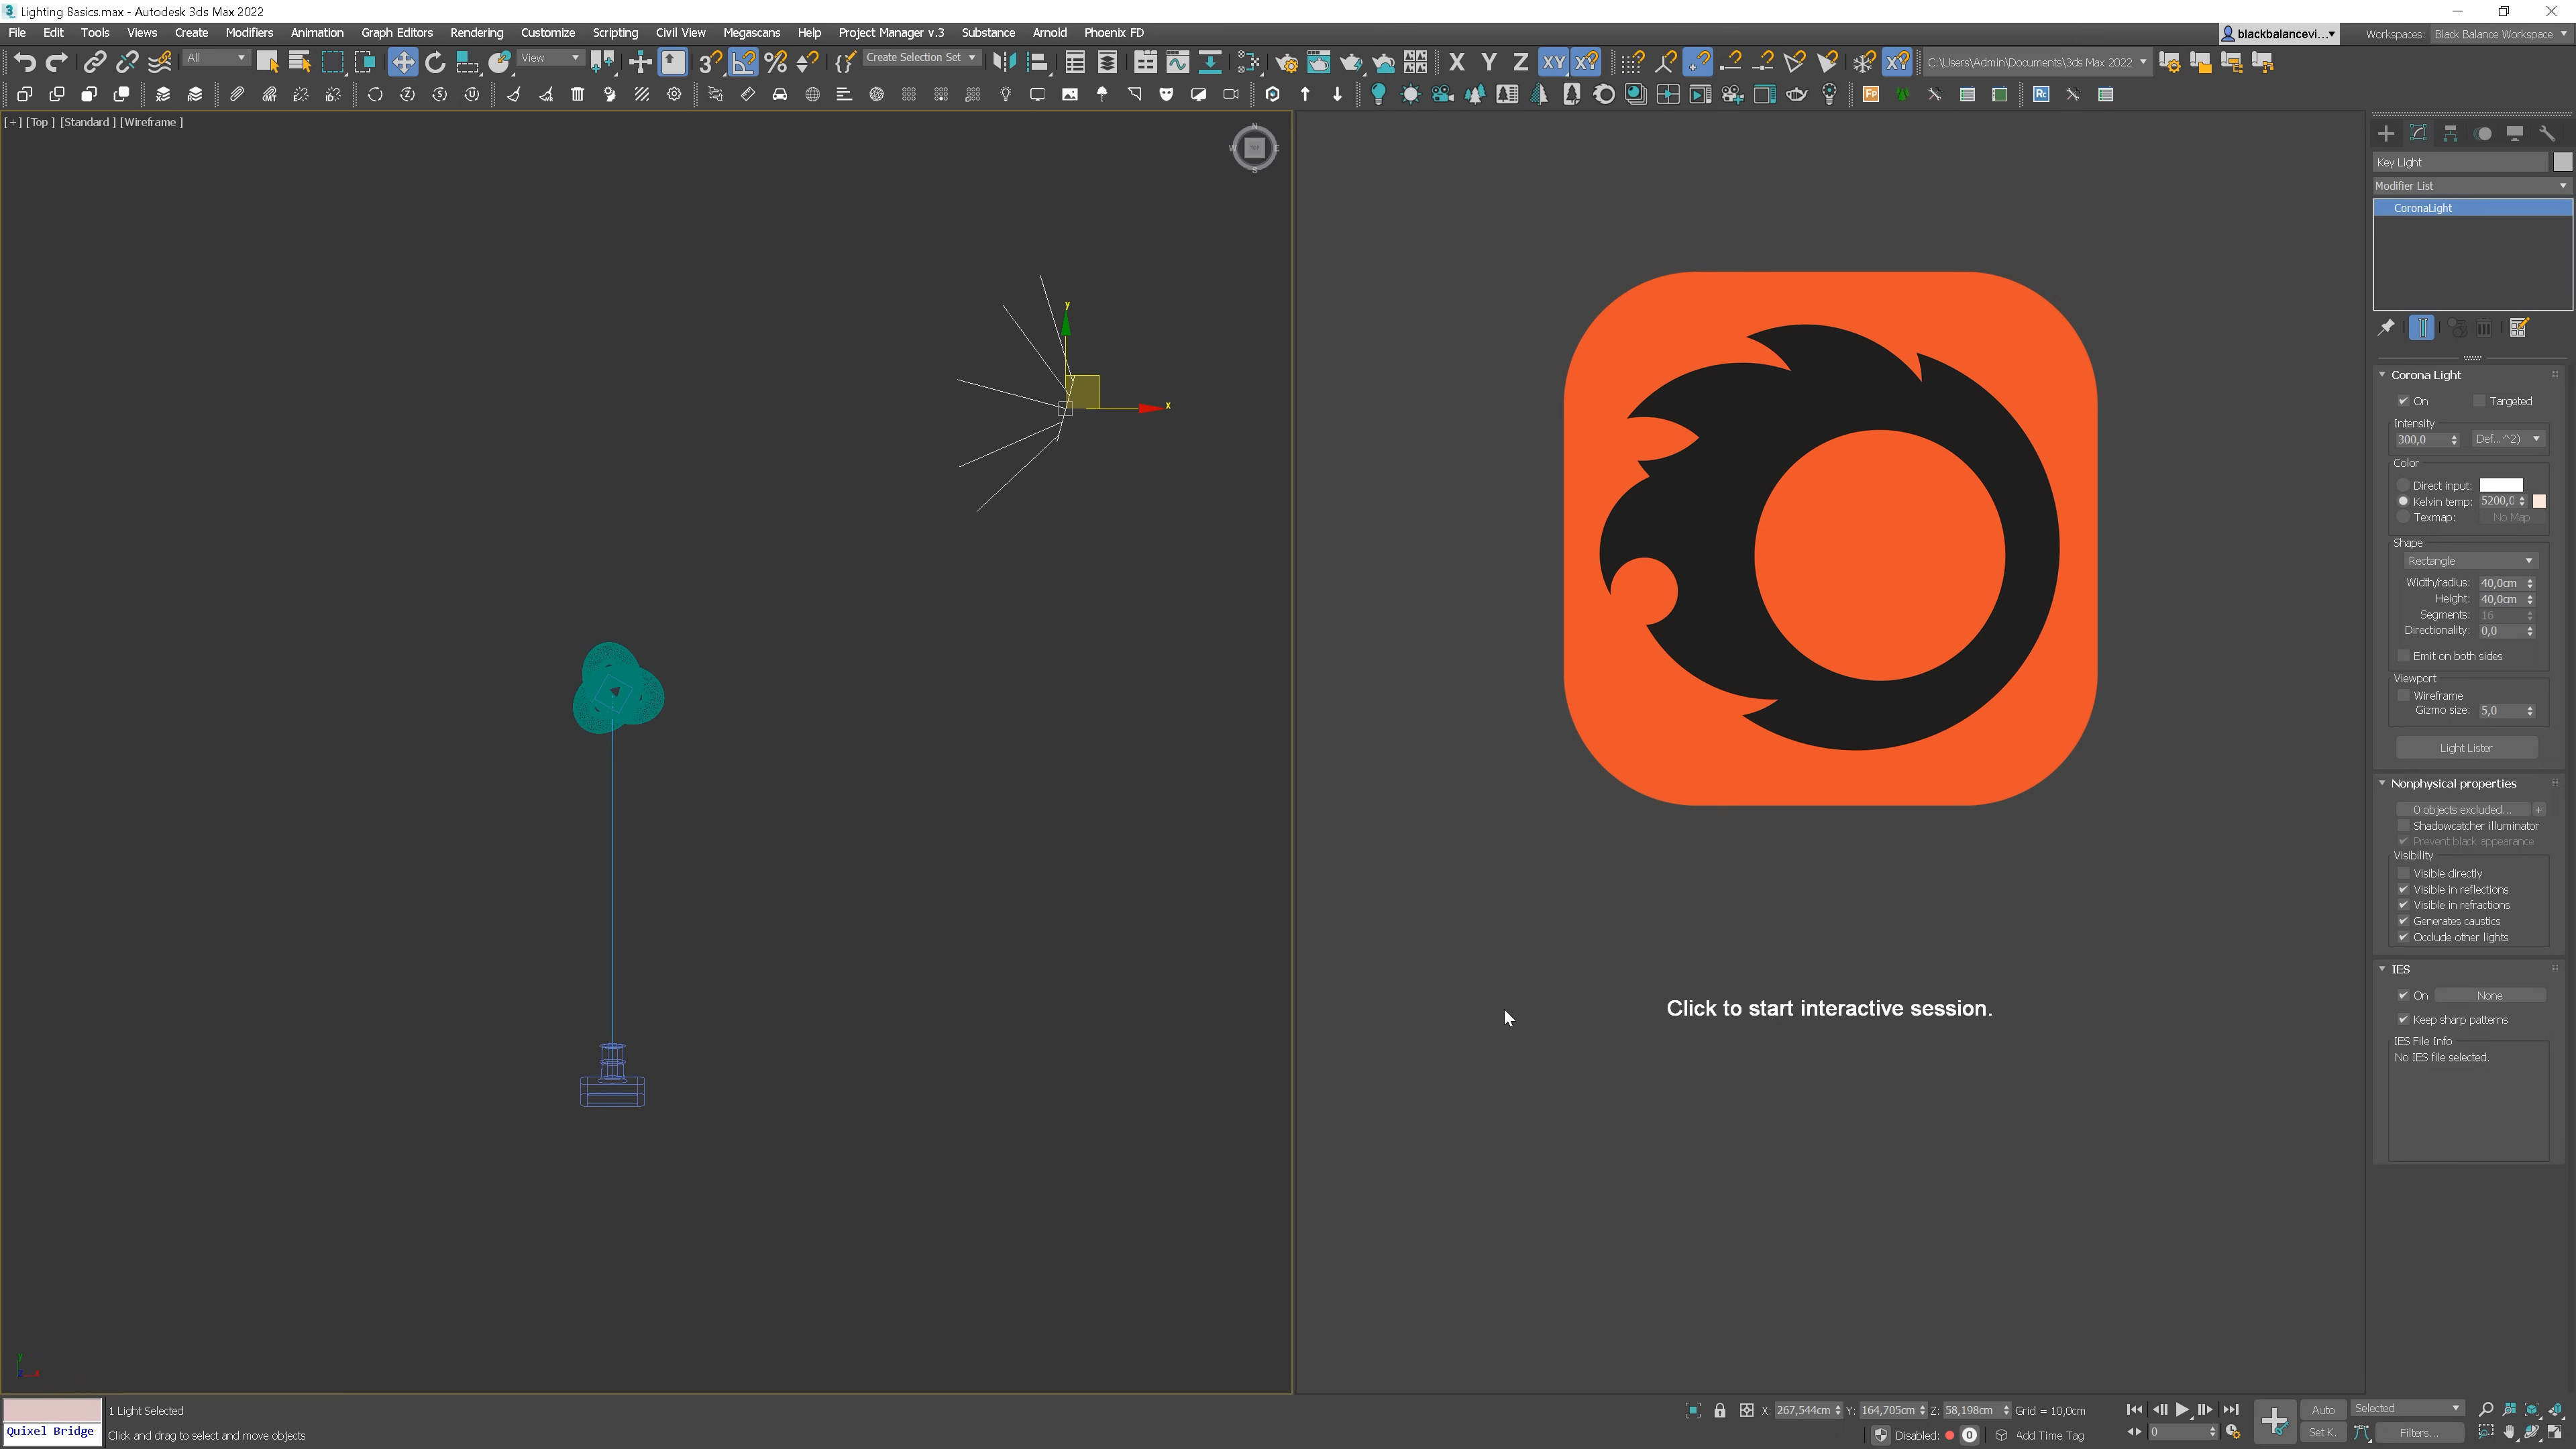 Lighting Basics.max - Autodesk 3ds Max 2022
File Edit Tools Views Create Modifiers Animation Graph Editors Rendering Customize Scripting Civil View Megascans Help Project Manager v.3 Substance Arnold Phoenix FD
blackbalancevi... Workspaces: Black Balance Workspace
All View Create Selection Set X Y Z XY C:\Users\Admin\Documents\3ds Max 2022
[+] [Top ] [Standard ] [Wireframe ]
N
W TOP E
S
Key Light
Modifier List
CoronaLight
y
x
Corona Light
On Targeted
Intensity
300,0 Def...^2)
Color
Direct input:
Kelvin temp: 5200,0
Texmap: No Map
Shape
Rectangle
Width/radius: 40,0cm
Height: 40,0cm
Segments: 16
Directionality: 0,0
Emit on both sides
Viewport
Wireframe
Gizmo size: 5,0
Light Lister
Nonphysical properties
0 objects excluded... +
Shadowcatcher illuminator
Prevent black appearance
Visibility
Visible directly
Visible in reflections
Visible in refractions
Generates caustics
Occlude other lights
IES
On None
Keep sharp patterns
IES File Info
No IES file selected.
Click to start interactive session.
1 Light Selected
Quixel Bridge
Click and drag to select and move objects
X: 267,544cm Y: 164,705cm Z: 58,198cm Grid = 10,0cm
Disabled: 0 Add Time Tag
0
Auto Selected
Set K. Filters...